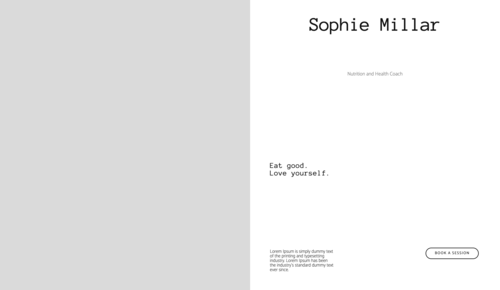 Sophie Millar
Nutrition and Health Coach
Eat good.
Love yourself.
Lorem Ipsum is simply dummy text
of the printing and typesetting
industry. Lorem Ipsum has been
the industry's standard dummy text
ever since.
BOOK A SESSION